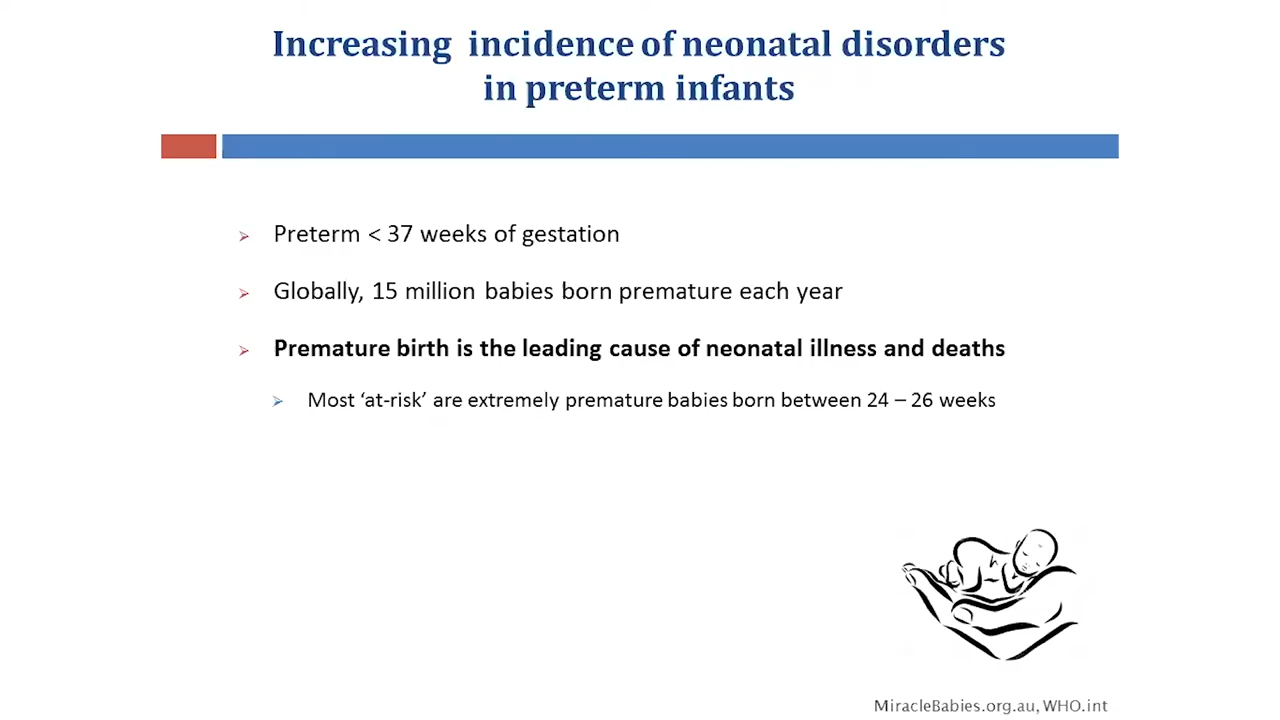 Increasing incidence of neonatal disorders
in preterm infants
Preterm < 37 weeks of gestation
Globally, 15 million babies born premature each year
Premature birth is the leading cause of neonatal illness and deaths
Most ‘at-risk’ are extremely premature babies born between 24 – 26 weeks
MiracleBabies.org.au, WHO.int